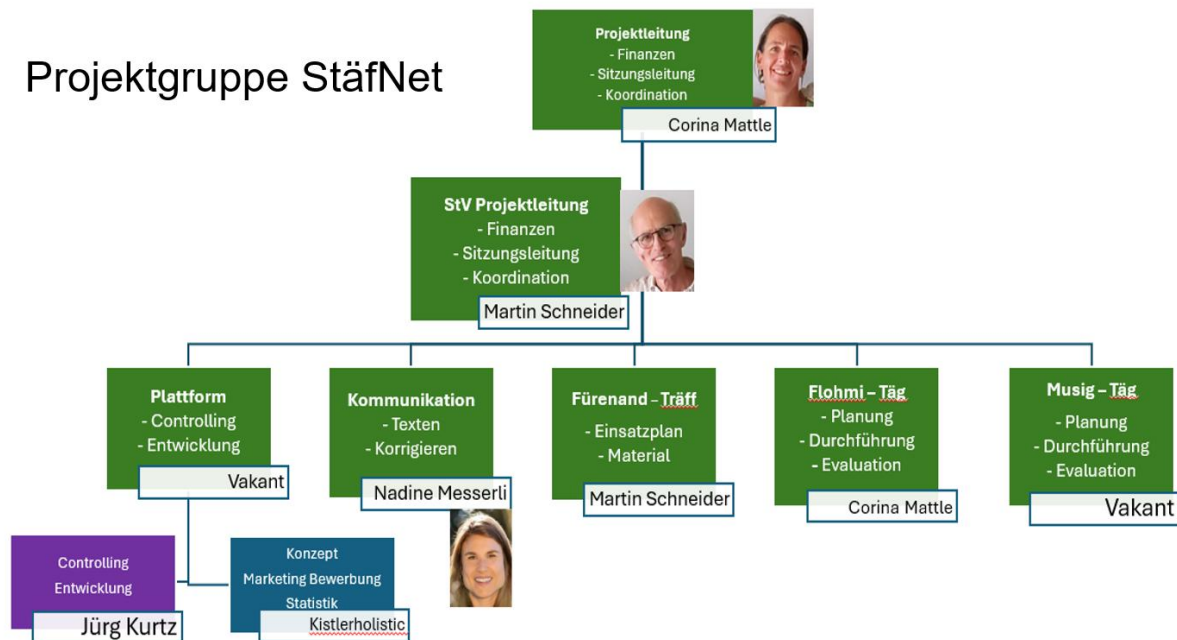 Projektgruppe StäfNet
Projektleitung
- Finanzen
- Sitzungsleitung
- Koordination
Corina Mattle
StV Projektleitung
- Finanzen
- Sitzungsleitung
- Koordination
Martin Schneider
Plattform
- Controlling
- Entwicklung
Vakant
Kommunikation
- Texten
- Korrigieren
Nadine Messerli
Fürenand – Träff
- Einsatzplan
- Material
Martin Schneider
Flohmi – Täg
- Planung
- Durchführung
- Evaluation
Corina Mattle
Musig – Täg
- Planung
- Durchführung
- Evaluation
Vakant
Controlling
Entwicklung
Jürg Kurtz
Konzept
Marketing Bewerbung
Statistik
Kistlerholistic